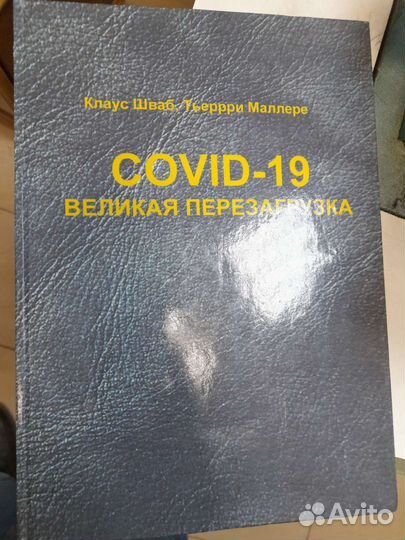 Клаус Шваб, Тьеррри Маллере
COVID-19
ВЕЛИКАЯ ПЕРЕЗАГРУЗКА
Avito